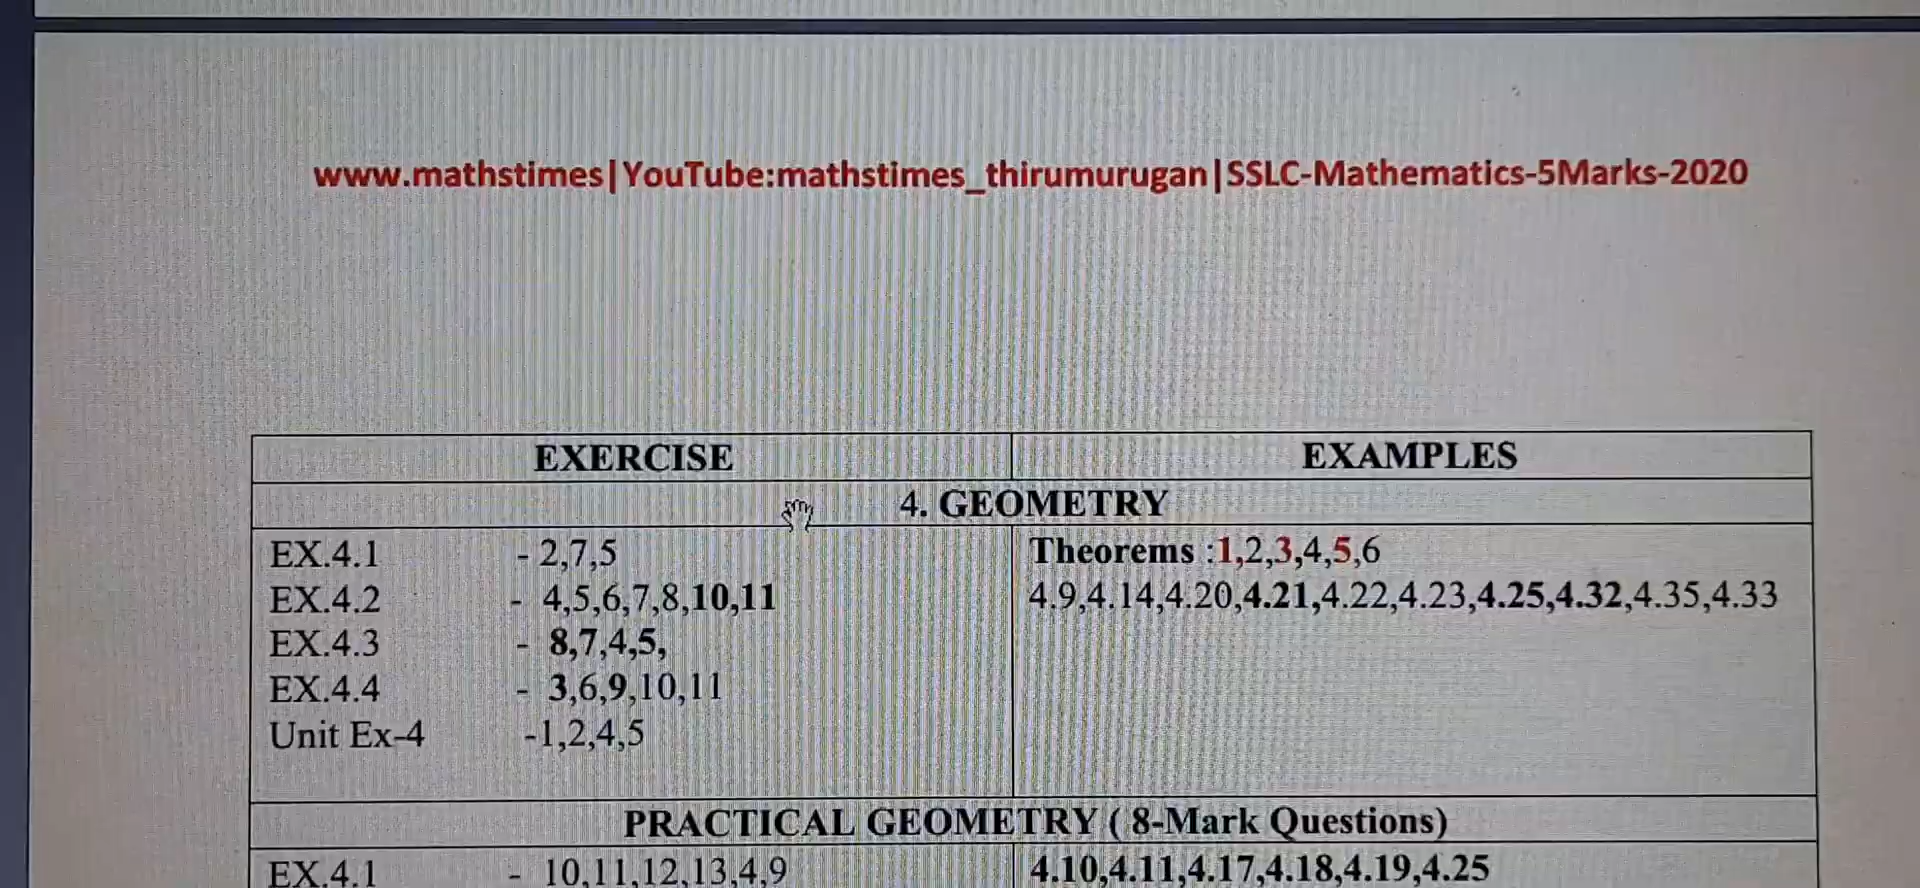 www.mathstimes|YouTube:mathstimes_thirumurugan|SSLC-Mathematics-5Marks-2020
EXERCISE EXAMPLES
4. GEOMETRY
EX.4.1 - 2,7,5 Theorems :1,2,3,4,5,6
EX.4.2 - 4,5,6,7,8,10,11 4.9,4.14,4.20,4.21,4.22,4.23,4.25,4.32,4.35,4.33
EX.4.3 - 8,7,4,5,
EX.4.4 - 3,6,9,10,11
Unit Ex-4 -1,2,4,5
PRACTICAL GEOMETRY ( 8-Mark Questions)
EX.4.1 - 10,11,12,13,4,9 4.10,4.11,4.17,4.18,4.19,4.25